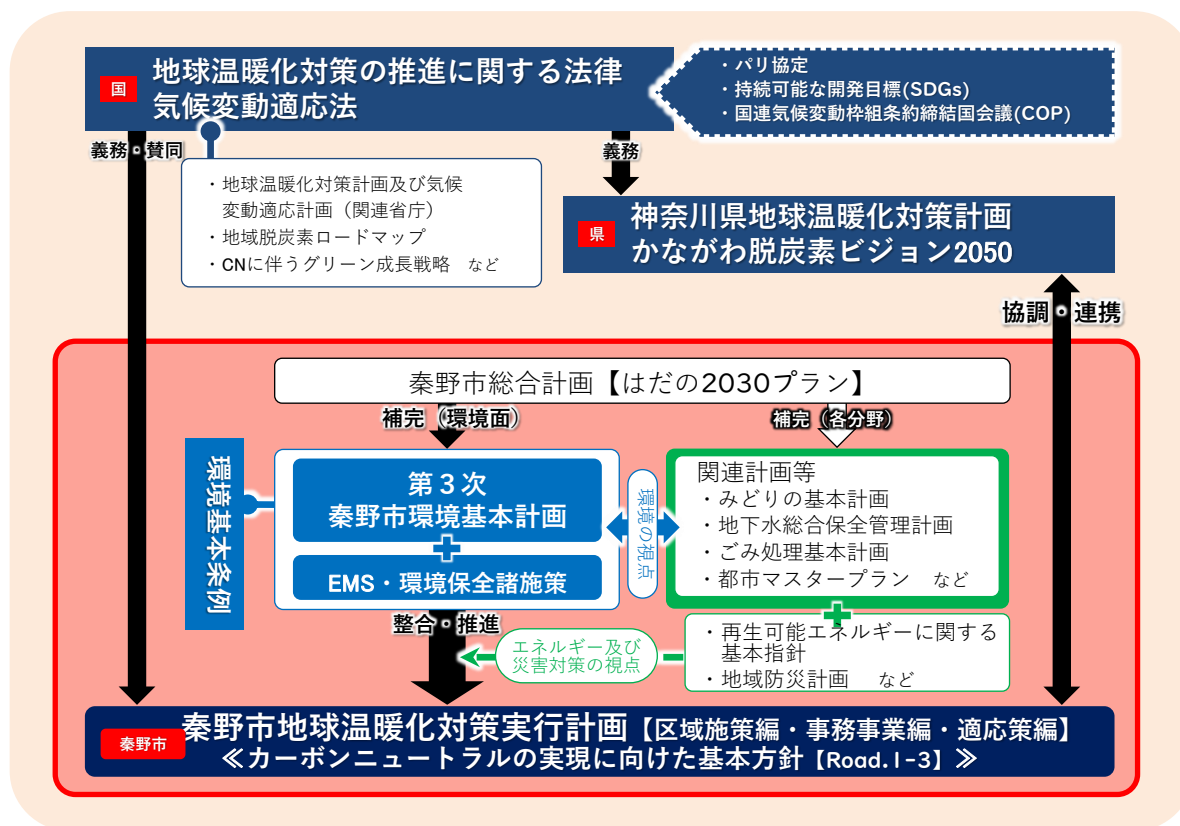 国
地球温暖化対策の推進に関する法律
気候変動適応法
・パリ協定
・持続可能な開発目標(SDGs)
・国連気候変動枠組条約締結国会議(COP)
義務・賛同
義務
・地球温暖化対策計画及び気候
変動適応計画（関連省庁）
・地域脱炭素ロードマップ
・CNに伴うグリーン成長戦略 など
県
神奈川県地球温暖化対策計画
かながわ脱炭素ビジョン2050
協調・連携
秦野市総合計画【はだの2030プラン】
補完（環境面）
補完（各分野）
環境基本条例
第３次
秦野市環境基本計画
EMS・環境保全諸施策
環境の視点
関連計画等
・みどりの基本計画
・地下水総合保全管理計画
・ごみ処理基本計画
・都市マスタープラン など
整合・推進
エネルギー及び
災害対策の視点
・再生可能エネルギーに関する
基本指針
・地域防災計画 など
秦野市
秦野市地球温暖化対策実行計画【区域施策編・事務事業編・適応策編】
≪カーボンニュートラルの実現に向けた基本方針【Road.1-3】≫